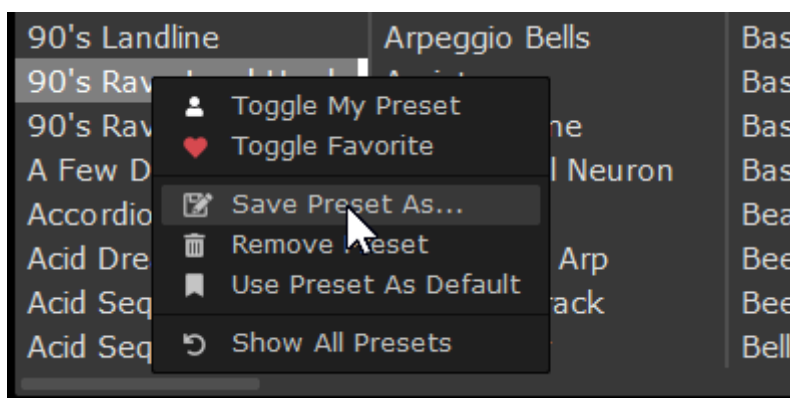 90's Landline
90's Rav
90's Rav
A Few D
Accordio
Acid Dre
Acid Seq
Acid Seq
Arpeggio Bells
ne
l Neuron
Arp
rack
Bas
Bas
Bas
Bas
Bea
Bee
Bee
Bell
Toggle My Preset
Toggle Favorite
Save Preset As...
Remove Preset
Use Preset As Default
Show All Presets